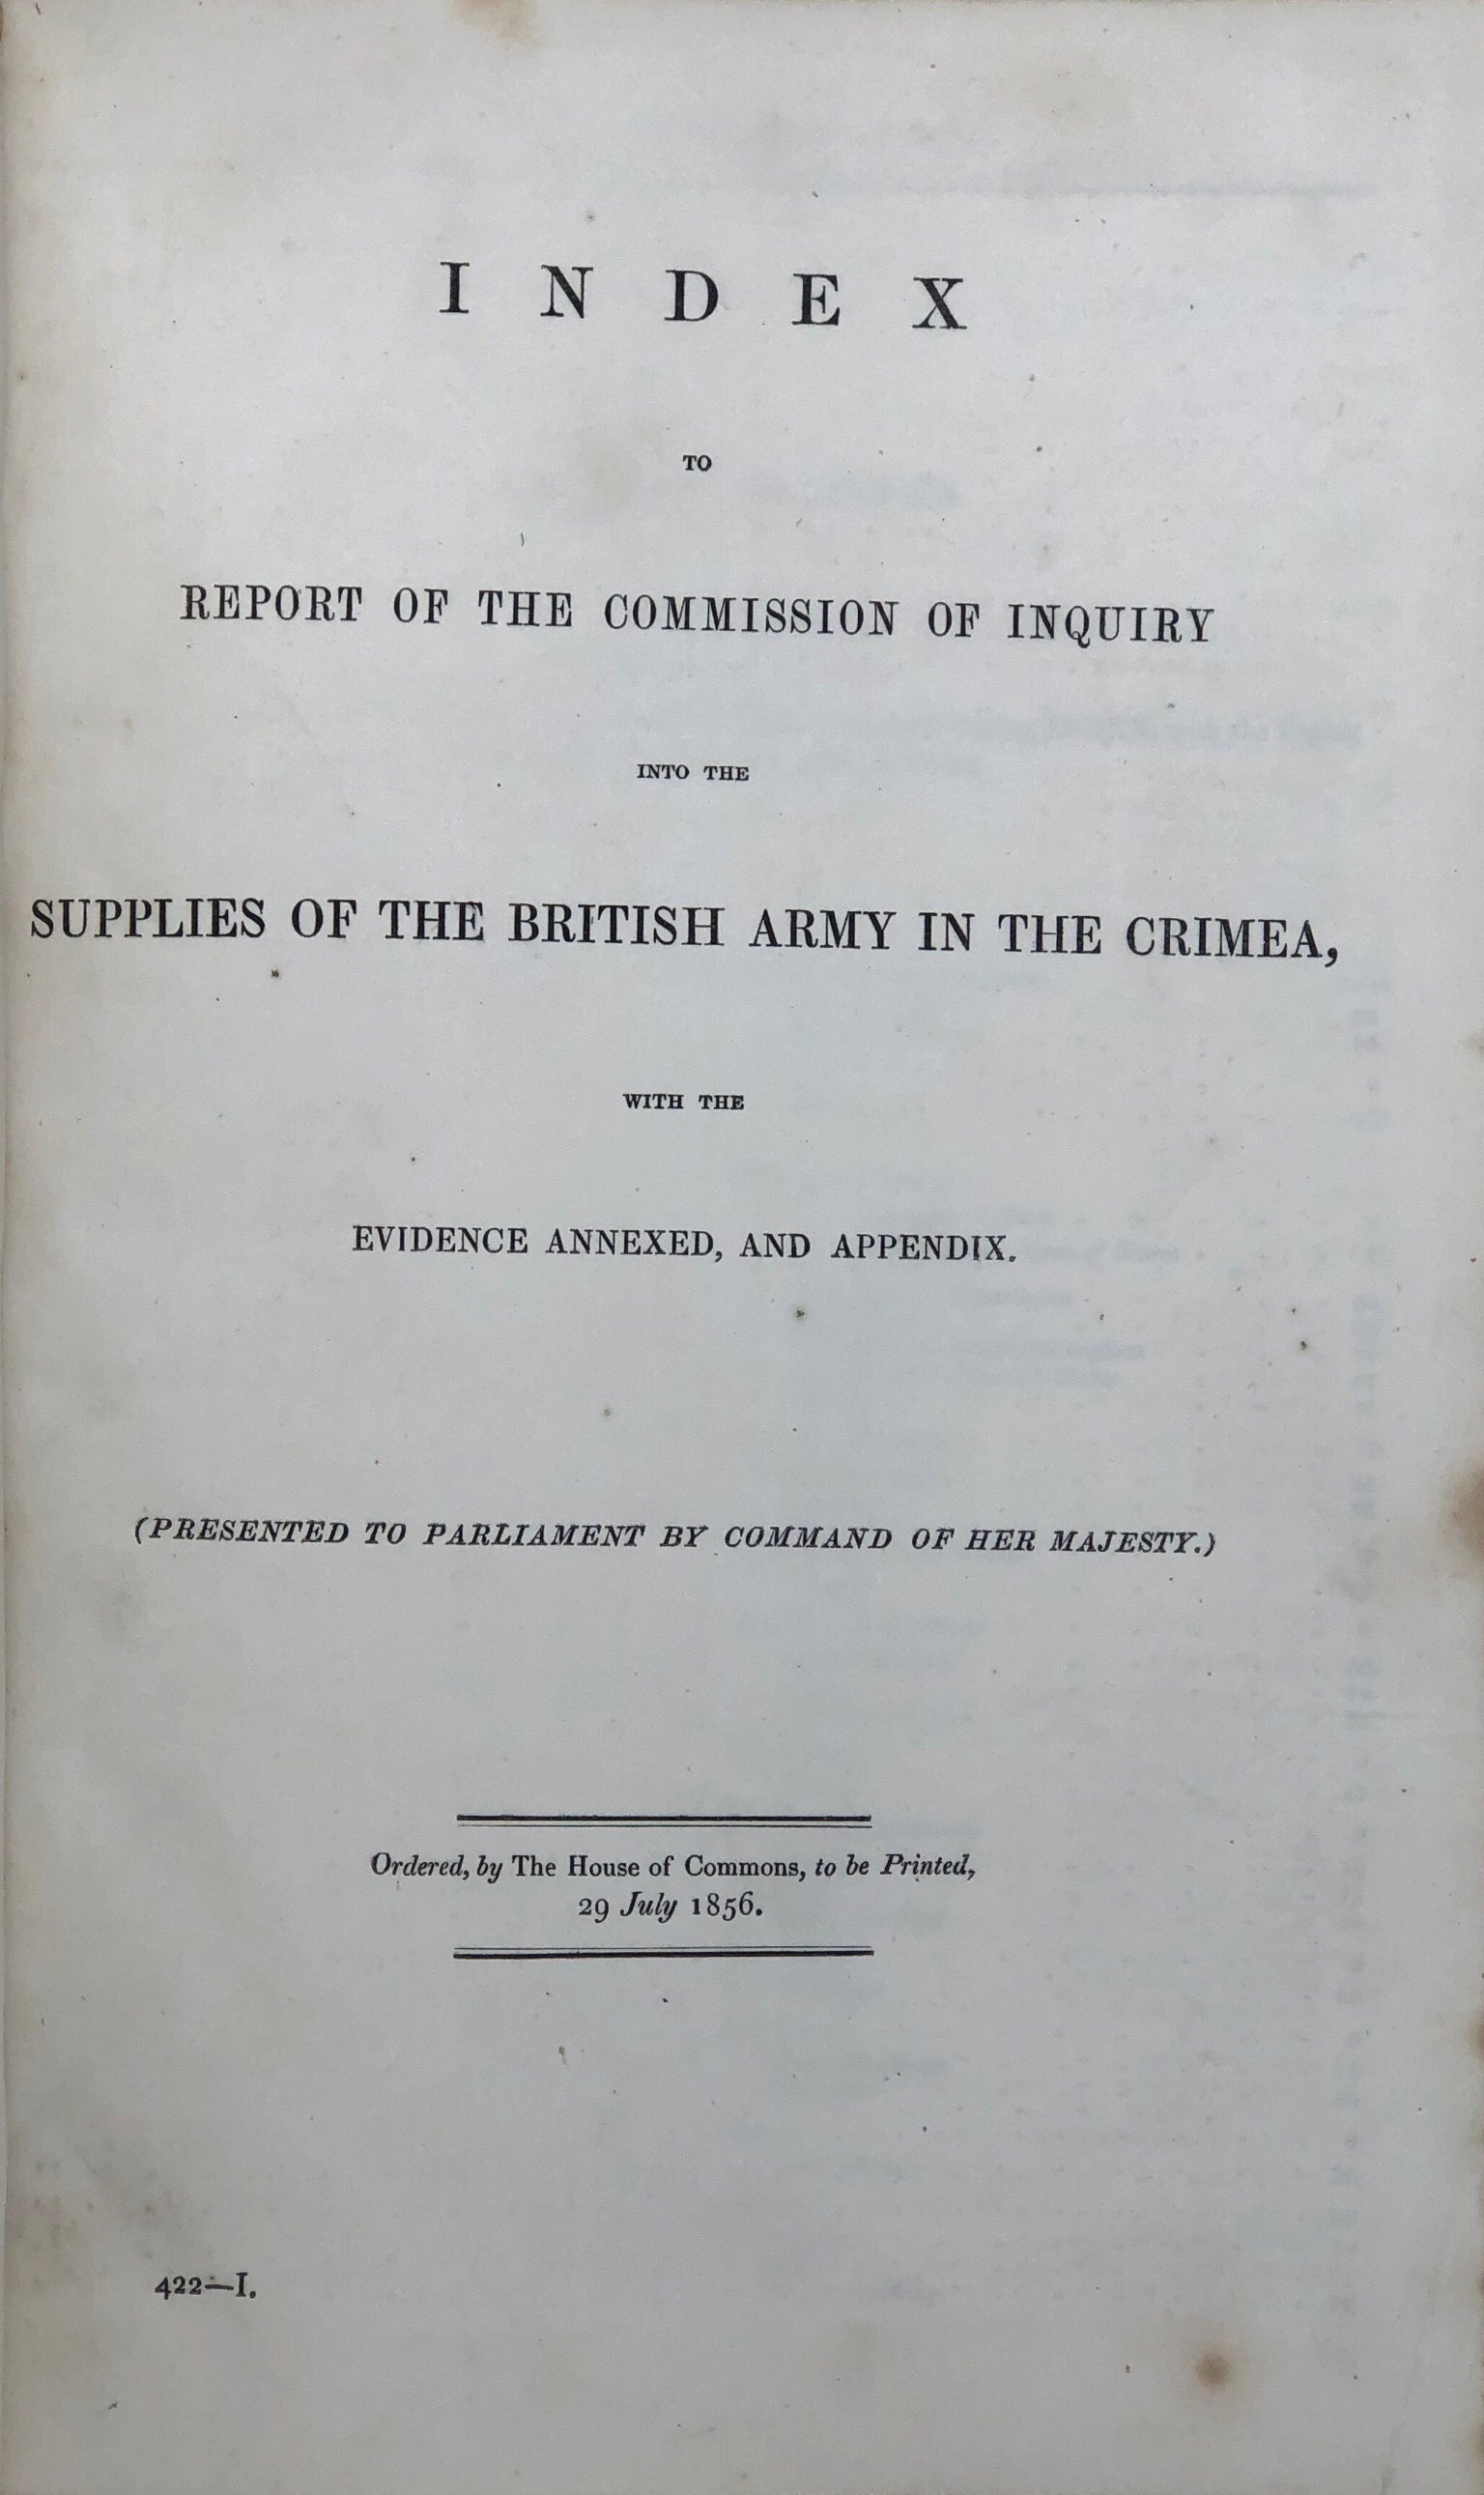 INDEX
TO
REPORT OF THE COMMISSION OF INQUIRY
INTO THE
SUPPLIES OF THE BRITISH ARMY IN THE CRIMEA,
WITH THE
EVIDENCE ANNEXED, AND APPENDIX.
(PRESENTED TO PARLIAMENT BY COMMAND OF HER MAJESTY.)
Ordered, by The House of Commons, to be Printed,
29 July 1856.
422—I.